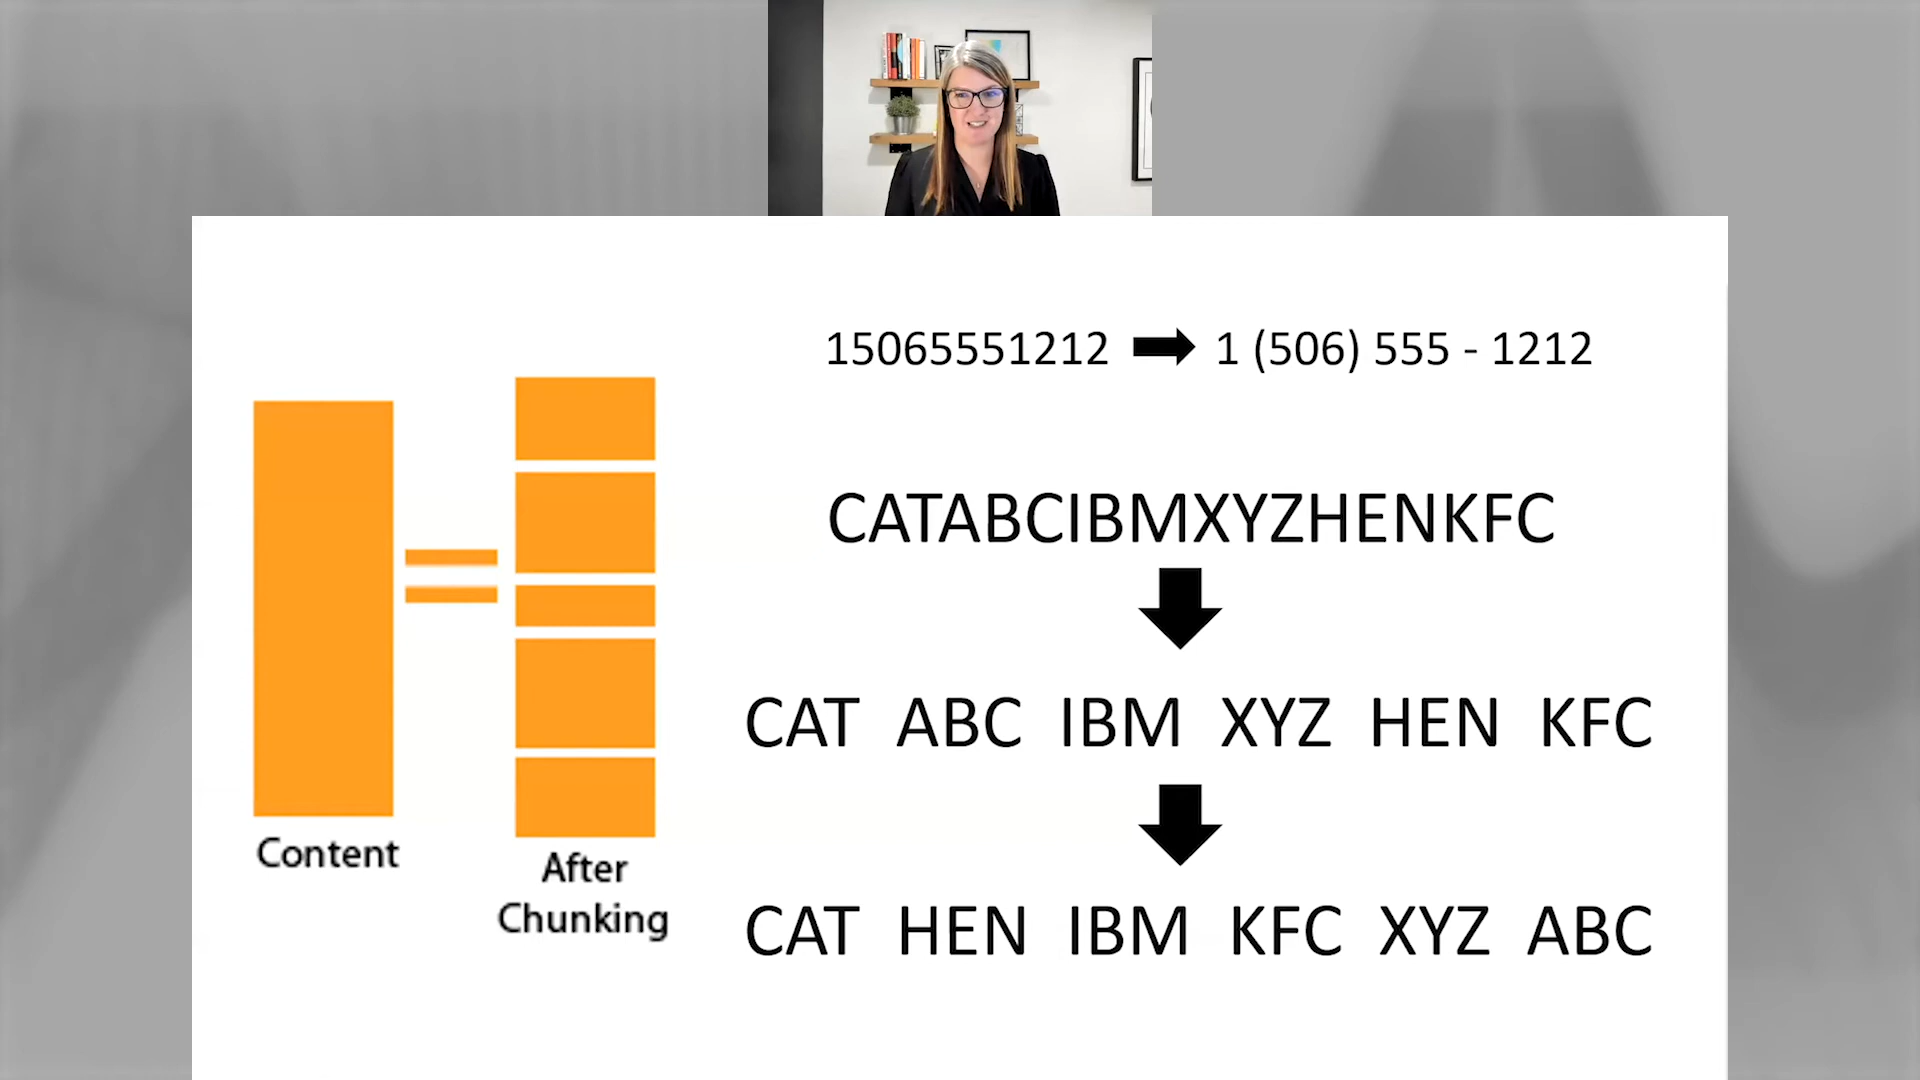 15065551212 ➡ 1 (506) 555 - 1212
CATABCIBMXYZHENKFC
CAT ABC IBM XYZ HEN KFC
CAT HEN IBM KFC XYZ ABC
Content
After
Chunking